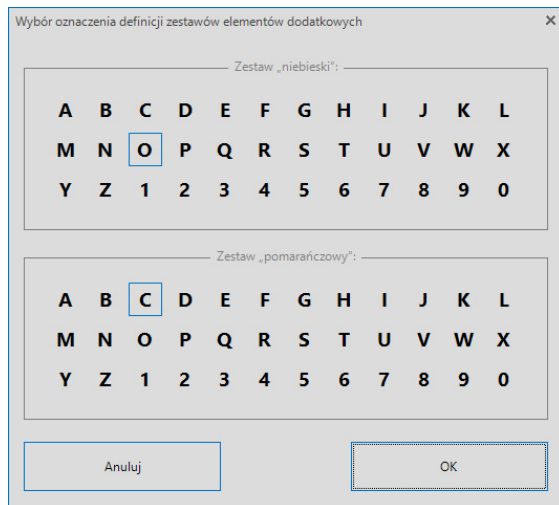 Wybór oznaczenia definicji zestawów elementów dodatkowych
Zestaw „niebieski”:
A B C D E F G H I J K L
M N O P Q R S T U V W X
Y Z 1 2 3 4 5 6 7 8 9 0
Zestaw „pomarańczowy”:
A B C D E F G H I J K L
M N O P Q R S T U V W X
Y Z 1 2 3 4 5 6 7 8 9 0
Anuluj OK